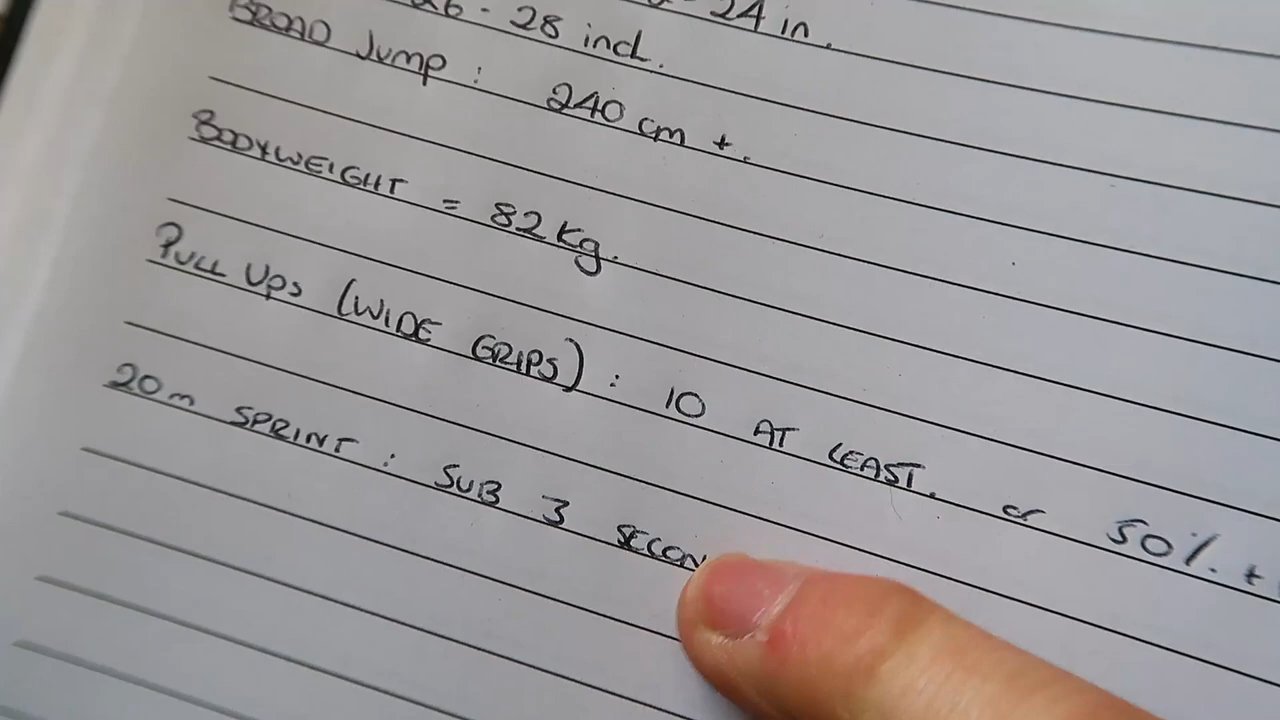 24 in.
26 - 28 incl.
BROAD Jump : 240 cm +.
BODYWEIGHT = 82 Kg.
PULL UPs (WIDE GRIPS) : 10 AT LEAST. or 50% +
20m SPRINT : SUB 3 SECON